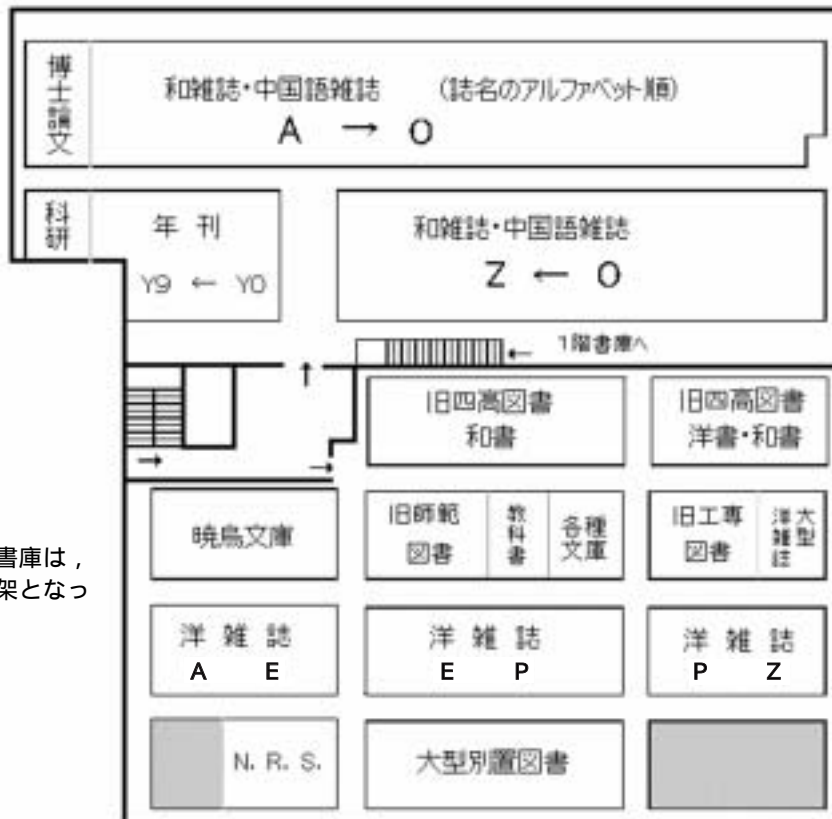 博士論文
和雑誌・中国語雑誌 (誌名のアルファベット順)
A → O
科研
年 刊
Y9 ← Y0
和雑誌・中国語雑誌
Z ← O
← 1階書庫へ
↑
旧四高図書
和書
旧四高図書
洋書・和書
→
→
暁烏文庫
旧師範
図書
教科書
各種
文庫
旧工専
図書
大型
洋雑誌
書庫は，
架となっ
洋 雑 誌
A E
洋 雑 誌
E P
洋 雑 誌
P Z
N. R. S.
大型別置図書